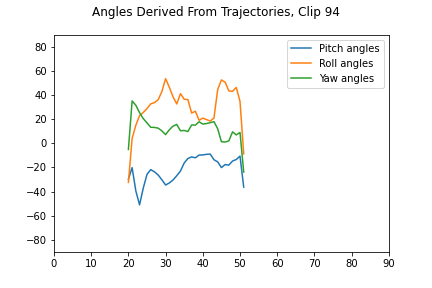 Angles Derived From Trajectories, Clip 94
Pitch angles
Roll angles
Yaw angles
80
60
40
20
0
−20
−40
−60
−80
0 10 20 30 40 50 60 70 80 90